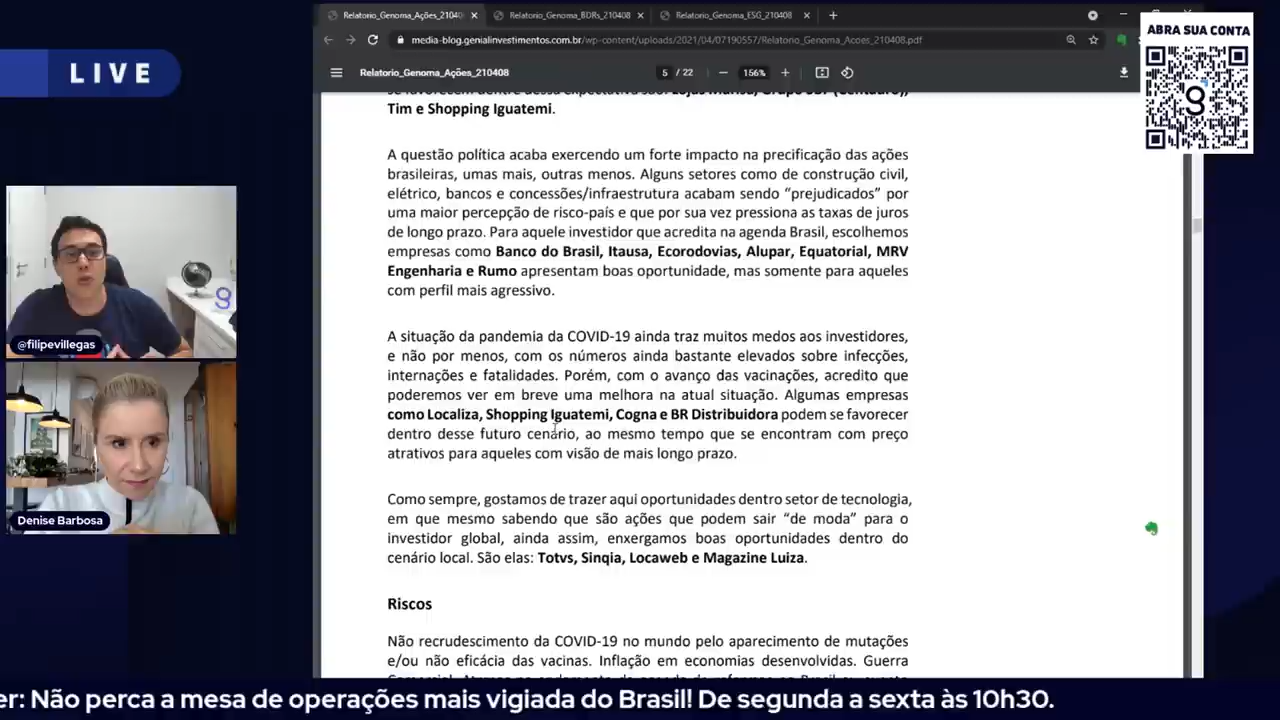 Relatorio_Genoma_Ações_2104
Relatorio_Genoma_BDRs_210408
Relatorio_Genoma_ESG_210408
media-blog.genialinvestimentos.com.br/wp-content/uploads/2021/04/07190557/Relatorio_Genoma_Acoes_210408.pdf
Relatorio_Genoma_Ações_210408
5 / 22
156%
ABRA SUA CONTA
LIVE
Tim e Shopping Iguatemi.
A questão política acaba exercendo um forte impacto na precificação das ações
brasileiras, umas mais, outras menos. Alguns setores como de construção civil,
elétrico, bancos e concessões/infraestrutura acabam sendo “prejudicados” por
uma maior percepção de risco-país e que por sua vez pressiona as taxas de juros
de longo prazo. Para aquele investidor que acredita na agenda Brasil, escolhemos
empresas como Banco do Brasil, Itausa, Ecorodovias, Alupar, Equatorial, MRV
Engenharia e Rumo apresentam boas oportunidade, mas somente para aqueles
com perfil mais agressivo.
A situação da pandemia da COVID-19 ainda traz muitos medos aos investidores,
e não por menos, com os números ainda bastante elevados sobre infecções,
internações e fatalidades. Porém, com o avanço das vacinações, acredito que
poderemos ver em breve uma melhora na atual situação. Algumas empresas
como Localiza, Shopping Iguatemi, Cogna e BR Distribuidora podem se favorecer
dentro desse futuro cenário, ao mesmo tempo que se encontram com preço
atrativos para aqueles com visão de mais longo prazo.
Como sempre, gostamos de trazer aqui oportunidades dentro setor de tecnologia,
em que mesmo sabendo que são ações que podem sair “de moda” para o
investidor global, ainda assim, enxergamos boas oportunidades dentro do
cenário local. São elas: Totvs, Sinqia, Locaweb e Magazine Luiza.
Riscos
Não recrudescimento da COVID-19 no mundo pelo aparecimento de mutações
e/ou não eficácia das vacinas. Inflação em economias desenvolvidas. Guerra
@filipevillegas
Denise Barbosa
er: Não perca a mesa de operações mais vigiada do Brasil! De segunda a sexta às 10h30.